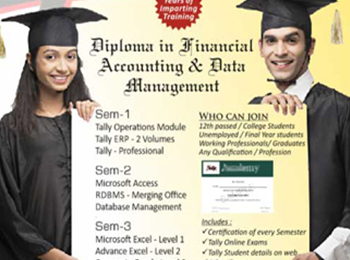 Years of
Imparting
Training
Diploma in Financial
Accounting & Data
Management
Sem-1
Tally Operations Module
Tally ERP - 2 Volumes
Tally - Professional
Sem-2
Microsoft Access
RDBMS - Merging Office
Database Management
Sem-3
Microsoft Excel - Level 1
Advance Excel - Level 2
WHO CAN JOIN
12th passed / College Students
Unemployed / Final Year students
Working Professionals/ Graduates
Any Qualification / Profession
Includes :
✓Certification of every Semester
✓Tally Online Exams
✓Tally Student details on web